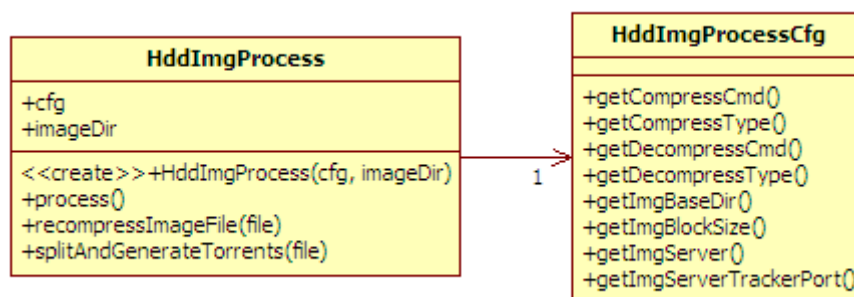 HddImgProcess
+cfg
+imageDir
<<create>>+HddImgProcess(cfg, imageDir)
+process()
+recompressImageFile(file)
+splitAndGenerateTorrents(file)
1
HddImgProcessCfg
+getCompressCmd()
+getCompressType()
+getDecompressCmd()
+getDecompressType()
+getImgBaseDir()
+getImgBlockSize()
+getImgServer()
+getImgServerTrackerPort()